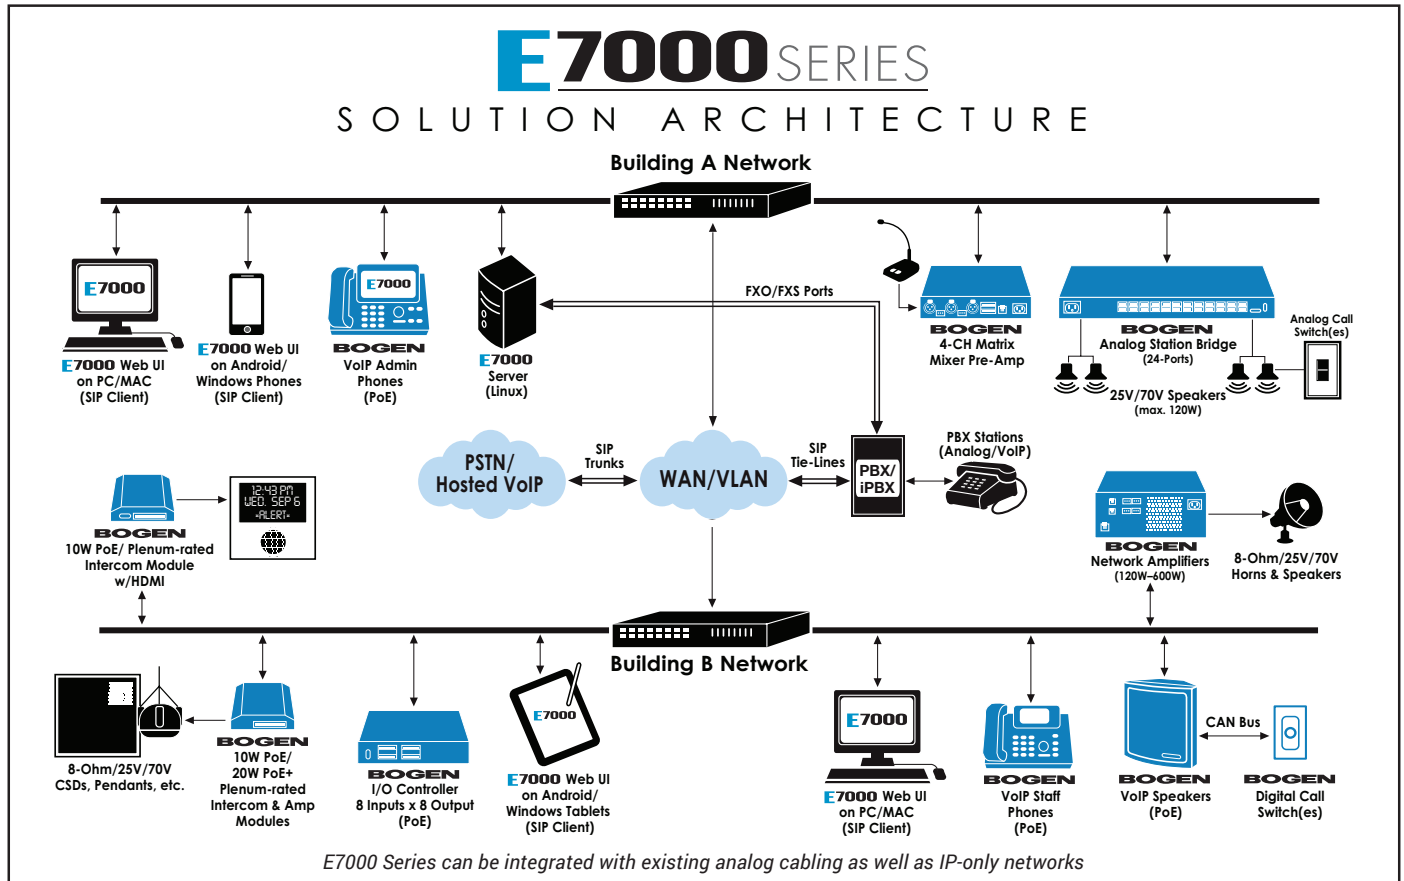 E7000 SERIES
SOLUTION ARCHITECTURE
Building A Network
E7000
E7000 Web UI
on PC/MAC
(SIP Client)
E7000 Web UI
on Android/
Windows Phones
(SIP Client)
E7000
BOGEN
VoIP Admin
Phones
(PoE)
E7000
Server
(Linux)
FXO/FXS Ports
BOGEN
4-CH Matrix
Mixer Pre-Amp
BOGEN
Analog Station Bridge
(24-Ports)
Analog Call
Switch(es)
25V/70V Speakers
(max. 120W)
PSTN/
Hosted VoIP
SIP
Trunks
WAN/VLAN
SIP
Tie-Lines
PBX/
iPBX
PBX Stations
(Analog/VoIP)
12:43 PM
WED. SEP 6
-ALERT-
BOGEN
10W PoE/ Plenum-rated
Intercom Module
w/HDMI
BOGEN
Network Amplifiers
(120W–600W)
8-Ohm/25V/70V
Horns & Speakers
Building B Network
8-Ohm/25V/70V
CSDs, Pendants, etc.
BOGEN
10W PoE/
20W PoE+
Plenum-rated
Intercom & Amp
Modules
BOGEN
I/O Controller
8 Inputs x 8 Output
(PoE)
E7000
E7000 Web UI
on Android/
Windows Tablets
(SIP Client)
E7000
E7000 Web UI
on PC/MAC
(SIP Client)
BOGEN
VoIP Staff
Phones
(PoE)
BOGEN
VoIP Speakers
(PoE)
CAN Bus
BOGEN
Digital Call
Switch(es)
E7000 Series can be integrated with existing analog cabling as well as IP-only networks